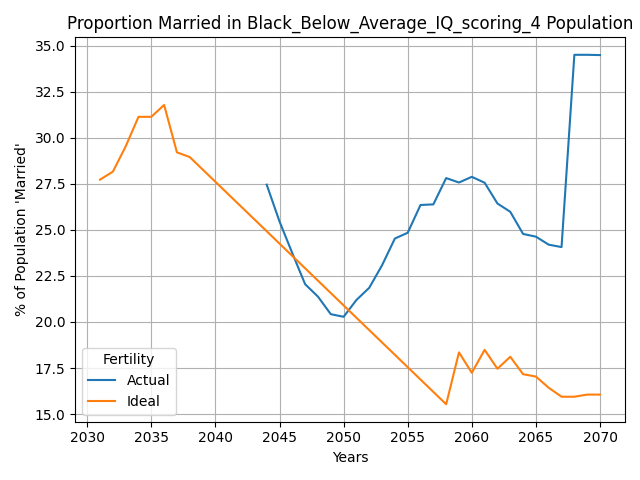 Proportion Married in Black_Below_Average_IQ_scoring_4 Population
35.0
32.5
30.0
27.5
25.0
22.5
20.0
17.5
15.0
% of Population 'Married'
Fertility
Actual
Ideal
2030 2035 2040 2045 2050 2055 2060 2065 2070
Years